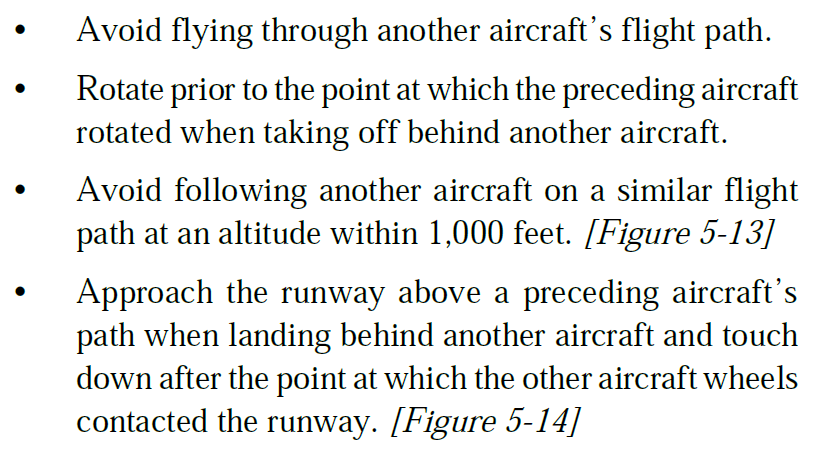 • Avoid flying through another aircraft’s flight path.
• Rotate prior to the point at which the preceding aircraft
rotated when taking off behind another aircraft.
• Avoid following another aircraft on a similar flight
path at an altitude within 1,000 feet. [Figure 5-13]
• Approach the runway above a preceding aircraft’s
path when landing behind another aircraft and touch
down after the point at which the other aircraft wheels
contacted the runway. [Figure 5-14]